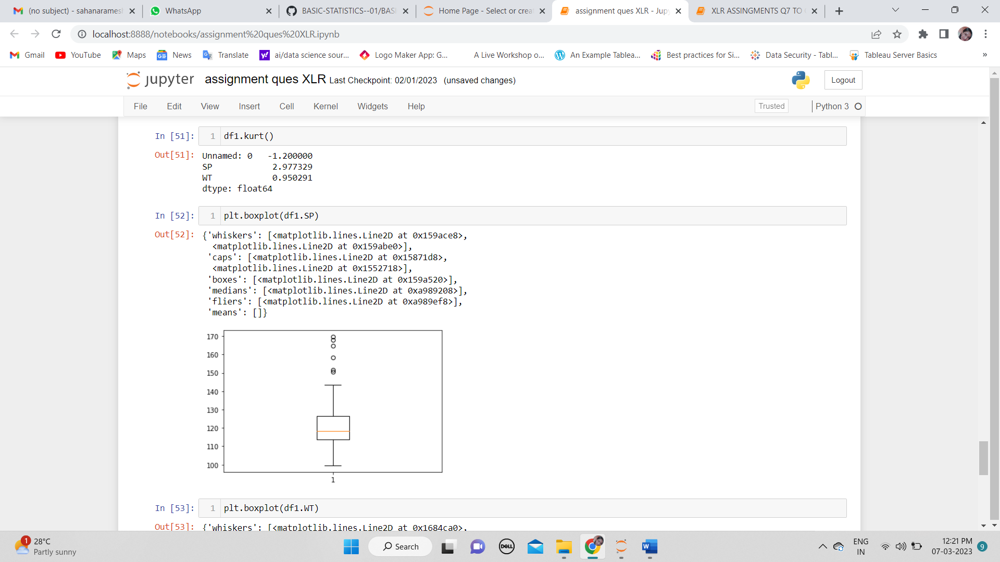 (no subject) - sahanarames
WhatsApp
BASIC-STATISTICS--01/BASI
Home Page - Select or crea
assignment ques XLR - Jupy
XLR ASSINGMENTS Q7 TO
localhost:8888/notebooks/assignment%20ques%20XLR.ipynb
Gmail
YouTube
Maps
News
Translate
ai/data science sour...
Logo Maker App: G...
A Live Workshop o...
An Example Tablea...
Best practices for Si...
Data Security - Tabl...
Tableau Server Basics
»
jupyter assignment ques XLR Last Checkpoint: 02/01/2023 (unsaved changes)
Logout
File Edit View Insert Cell Kernel Widgets Help
Trusted
Python 3
In [51]: 1 df1.kurt()
Out[51]: Unnamed: 0 -1.200000
SP 2.977329
WT 0.950291
dtype: float64
In [52]: 1 plt.boxplot(df1.SP)
Out[52]: {'whiskers': [<matplotlib.lines.Line2D at 0x159ace8>,
<matplotlib.lines.Line2D at 0x159abe0>],
'caps': [<matplotlib.lines.Line2D at 0x15871d8>,
<matplotlib.lines.Line2D at 0x1552718>],
'boxes': [<matplotlib.lines.Line2D at 0x159a520>],
'medians': [<matplotlib.lines.Line2D at 0xa989208>],
'fliers': [<matplotlib.lines.Line2D at 0xa989ef8>],
'means': []}
170
160
150
140
130
120
110
100
1
In [53]: 1 plt.boxplot(df1.WT)
Out[53]: {'whiskers': [<matplotlib.lines.Line2D at 0x1684ca0>,
1
28°C
Partly sunny
Search
DELL
W
ENG
IN
12:21 PM
07-03-2023
9